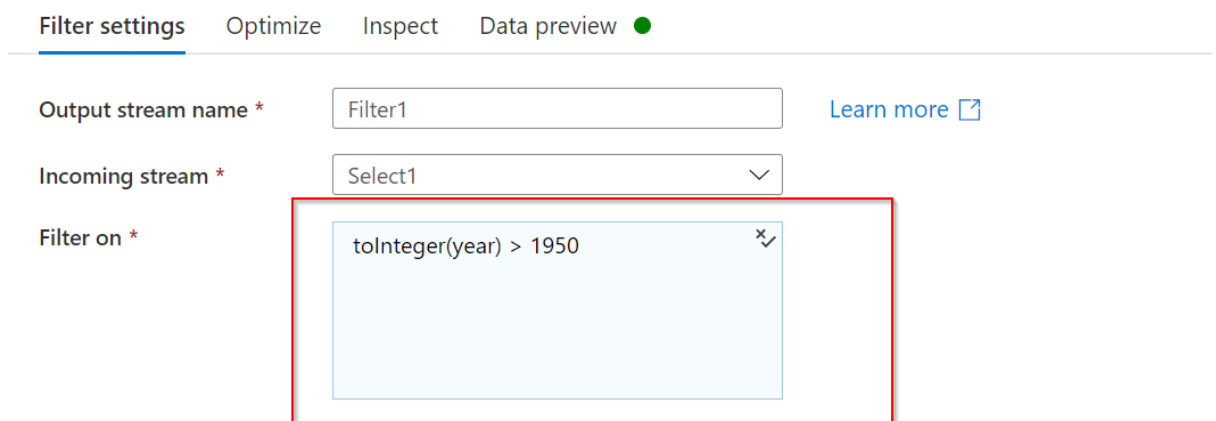 Filter settings Optimize Inspect Data preview
Output stream name * Filter1 Learn more
Incoming stream * Select1
Filter on * toInteger(year) > 1950